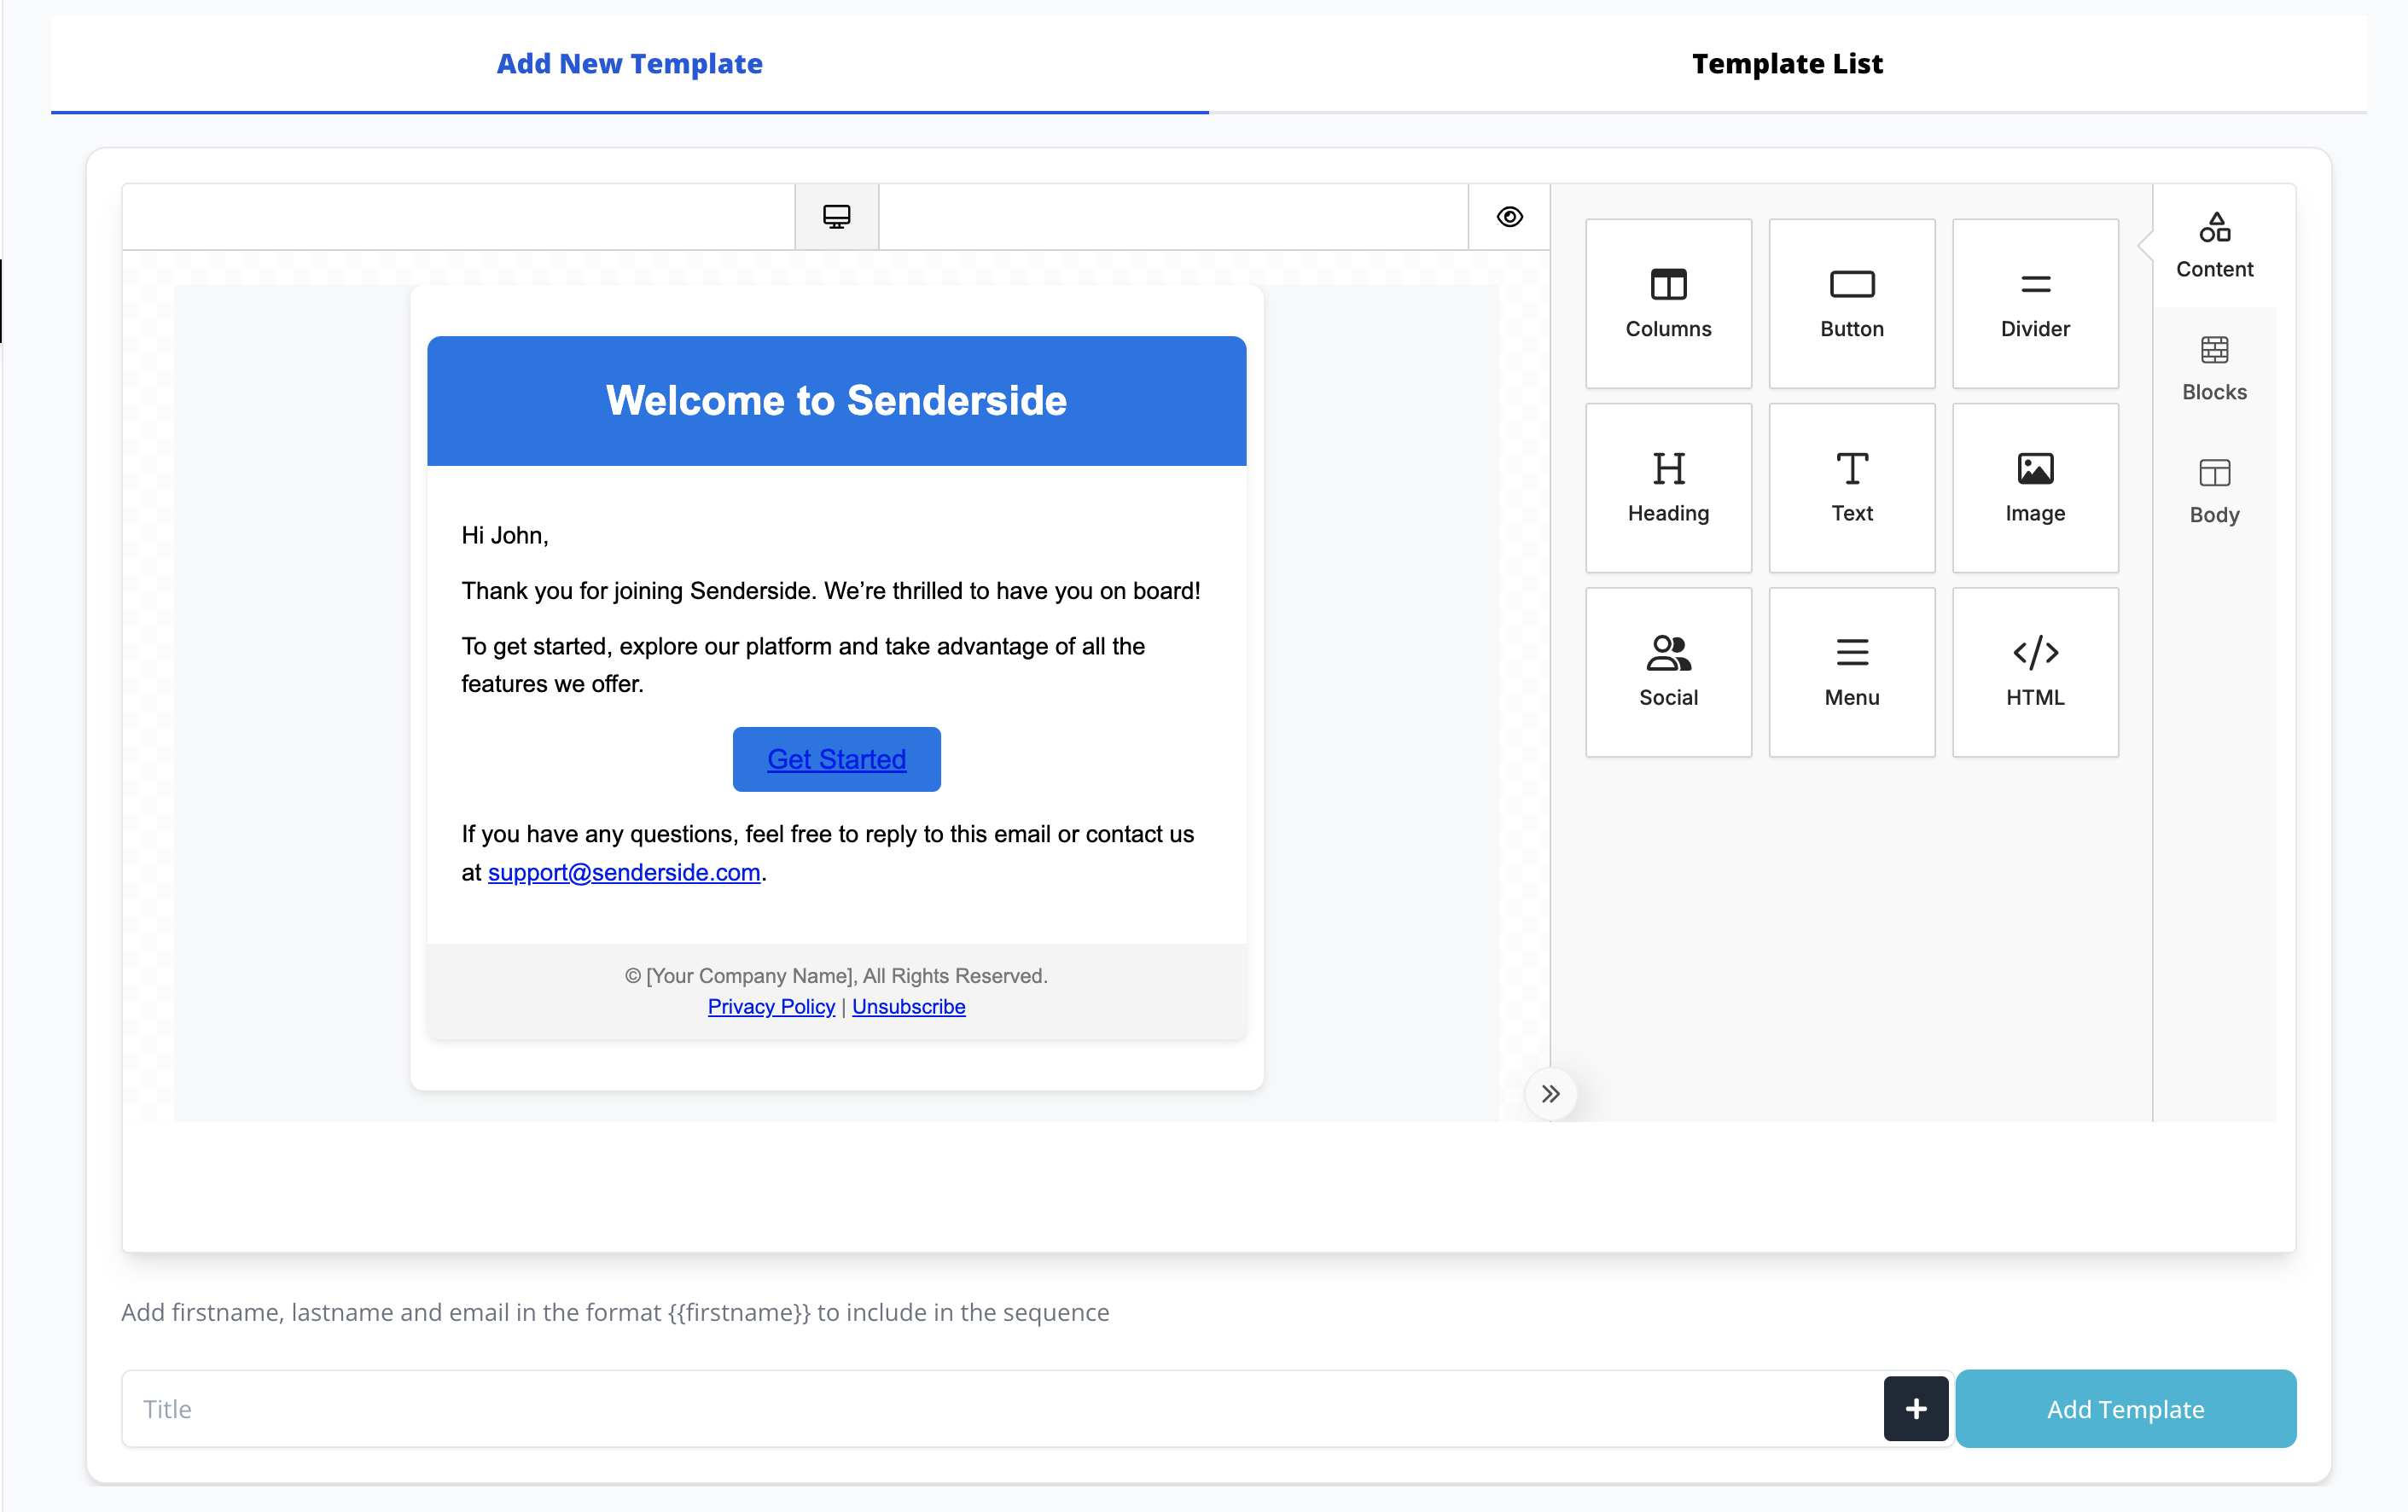 Add New Template
Template List
Welcome to Senderside
Hi John,
Thank you for joining Senderside. We’re thrilled to have you on board!
To get started, explore our platform and take advantage of all the
features we offer.
Get Started
If you have any questions, feel free to reply to this email or contact us
at support@senderside.com.
© [Your Company Name], All Rights Reserved.
Privacy Policy | Unsubscribe
Columns
Button
Divider
Heading
Text
Image
Social
Menu
HTML
Content
Blocks
Body
Add firstname, lastname and email in the format {{firstname}} to include in the sequence
Title
Add Template